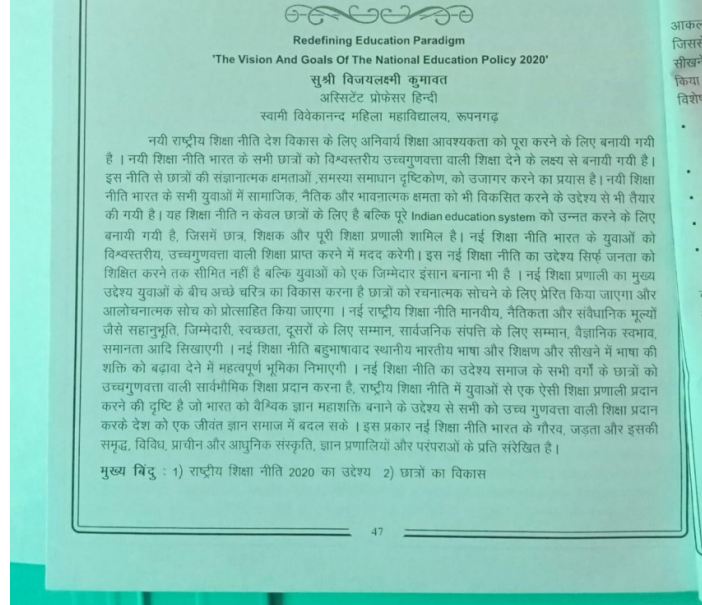 Redefining Education Paradigm
'The Vision And Goals Of The National Education Policy 2020'
सुश्री विजयलक्ष्मी कुमावत
अस्सिटेंट प्रोफेसर हिन्दी
स्वामी विवेकानन्द महिला महाविद्यालय, रूपनगढ़
नयी राष्ट्रीय शिक्षा नीति देश विकास के लिए अनिवार्य शिक्षा आवश्यकता को पूरा करने के लिए बनायी गयी
है । नयी शिक्षा नीति भारत के सभी छात्रों को विश्वस्तरीय उच्चगुणवत्ता वाली शिक्षा देने के लक्ष्य से बनायी गयी है।
इस नीति से छात्रों की संज्ञानात्मक क्षमताओं ,समस्या समाधान दृष्टिकोण, को उजागर करने का प्रयास है। नयी शिक्षा
नीति भारत के सभी युवाओं में सामाजिक, नैतिक और भावनात्मक क्षमता को भी विकसित करने के उद्देश्य से भी तैयार
की गयी है। यह शिक्षा नीति न केवल छात्रों के लिए है बल्कि पूरे Indian education system को उन्नत करने के लिए
बनायी गयी है, जिसमें छात्र, शिक्षक और पूरी शिक्षा प्रणाली शामिल है। नई शिक्षा नीति भारत के युवाओं को
विश्वस्तरीय, उच्चगुणवत्ता वाली शिक्षा प्राप्त करने में मदद करेगी। इस नई शिक्षा नीति का उद्देश्य सिर्फ जनता को
शिक्षित करने तक सीमित नहीं है बल्कि युवाओं को एक जिम्मेदार इंसान बनाना भी है । नई शिक्षा प्रणाली का मुख्य
उद्देश्य युवाओं के बीच अच्छे चरित्र का विकास करना है छात्रों को रचनात्मक सोचने के लिए प्रेरित किया जाएगा और
आलोचनात्मक सोच को प्रोत्साहित किया जाएगा । नई राष्ट्रीय शिक्षा नीति मानवीय, नैतिकता और संवैधानिक मूल्यों
जैसे सहानुभूति, जिम्मेदारी, स्वच्छता, दूसरों के लिए सम्मान, सार्वजनिक संपत्ति के लिए सम्मान, वैज्ञानिक स्वभाव,
समानता आदि सिखाएगी । नई शिक्षा नीति बहुभाषावाद स्थानीय भारतीय भाषा और शिक्षण और सीखने में भाषा की
शक्ति को बढ़ावा देने में महत्वपूर्ण भूमिका निभाएगी । नई शिक्षा नीति का उदेश्य समाज के सभी वर्गो के छात्रों को
उच्चगुणवत्ता वाली सार्वभौमिक शिक्षा प्रदान करना है, राष्ट्रीय शिक्षा नीति में युवाओं से एक ऐसी शिक्षा प्रणाली प्रदान
करने की दृष्टि है जो भारत को वैश्विक ज्ञान महाशक्ति बनाने के उद्देश्य से सभी को उच्च गुणवत्ता वाली शिक्षा प्रदान
करके देश को एक जीवंत ज्ञान समाज में बदल सके । इस प्रकार नई शिक्षा नीति भारत के गौरव, जड़ता और इसकी
समृद्ध, विविध, प्राचीन और आधुनिक संस्कृति, ज्ञान प्रणालियों और परंपराओं के प्रति संरेखित है।
मुख्य बिंदु : 1) राष्ट्रीय शिक्षा नीति 2020 का उद्देश्य 2) छात्रों का विकास
47
किया